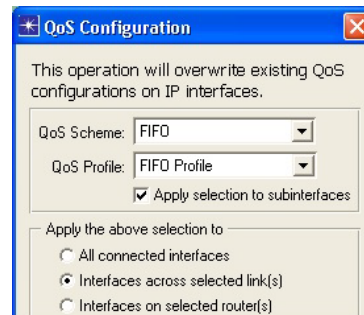 QoS Configuration
This operation will overwrite existing QoS
configurations on IP interfaces.
QoS Scheme: FIFO
QoS Profile: FIFO Profile
Apply selection to subinterfaces
Apply the above selection to
All connected interfaces
Interfaces across selected link(s)
Interfaces on selected router(s)